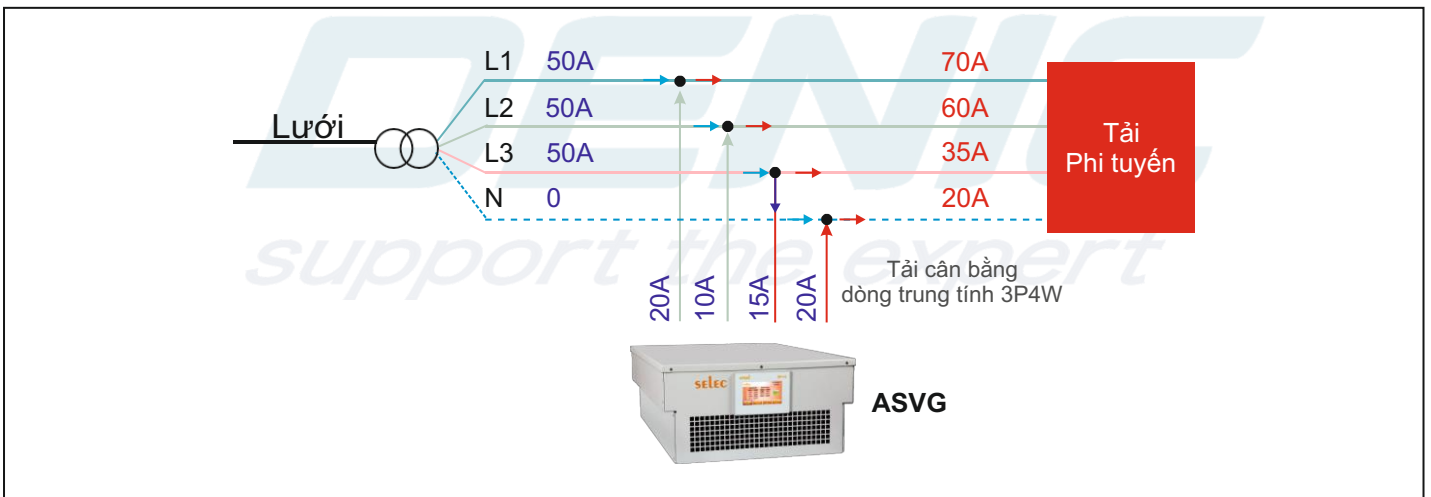 DENIC
support the expert
L1 50A 70A
L2 50A 60A
Lưới
L3 50A 35A
N 0 20A
Tải
Phi tuyến
20A 10A 15A 20A
Tải cân bằng
dòng trung tính 3P4W
selec
ASVG